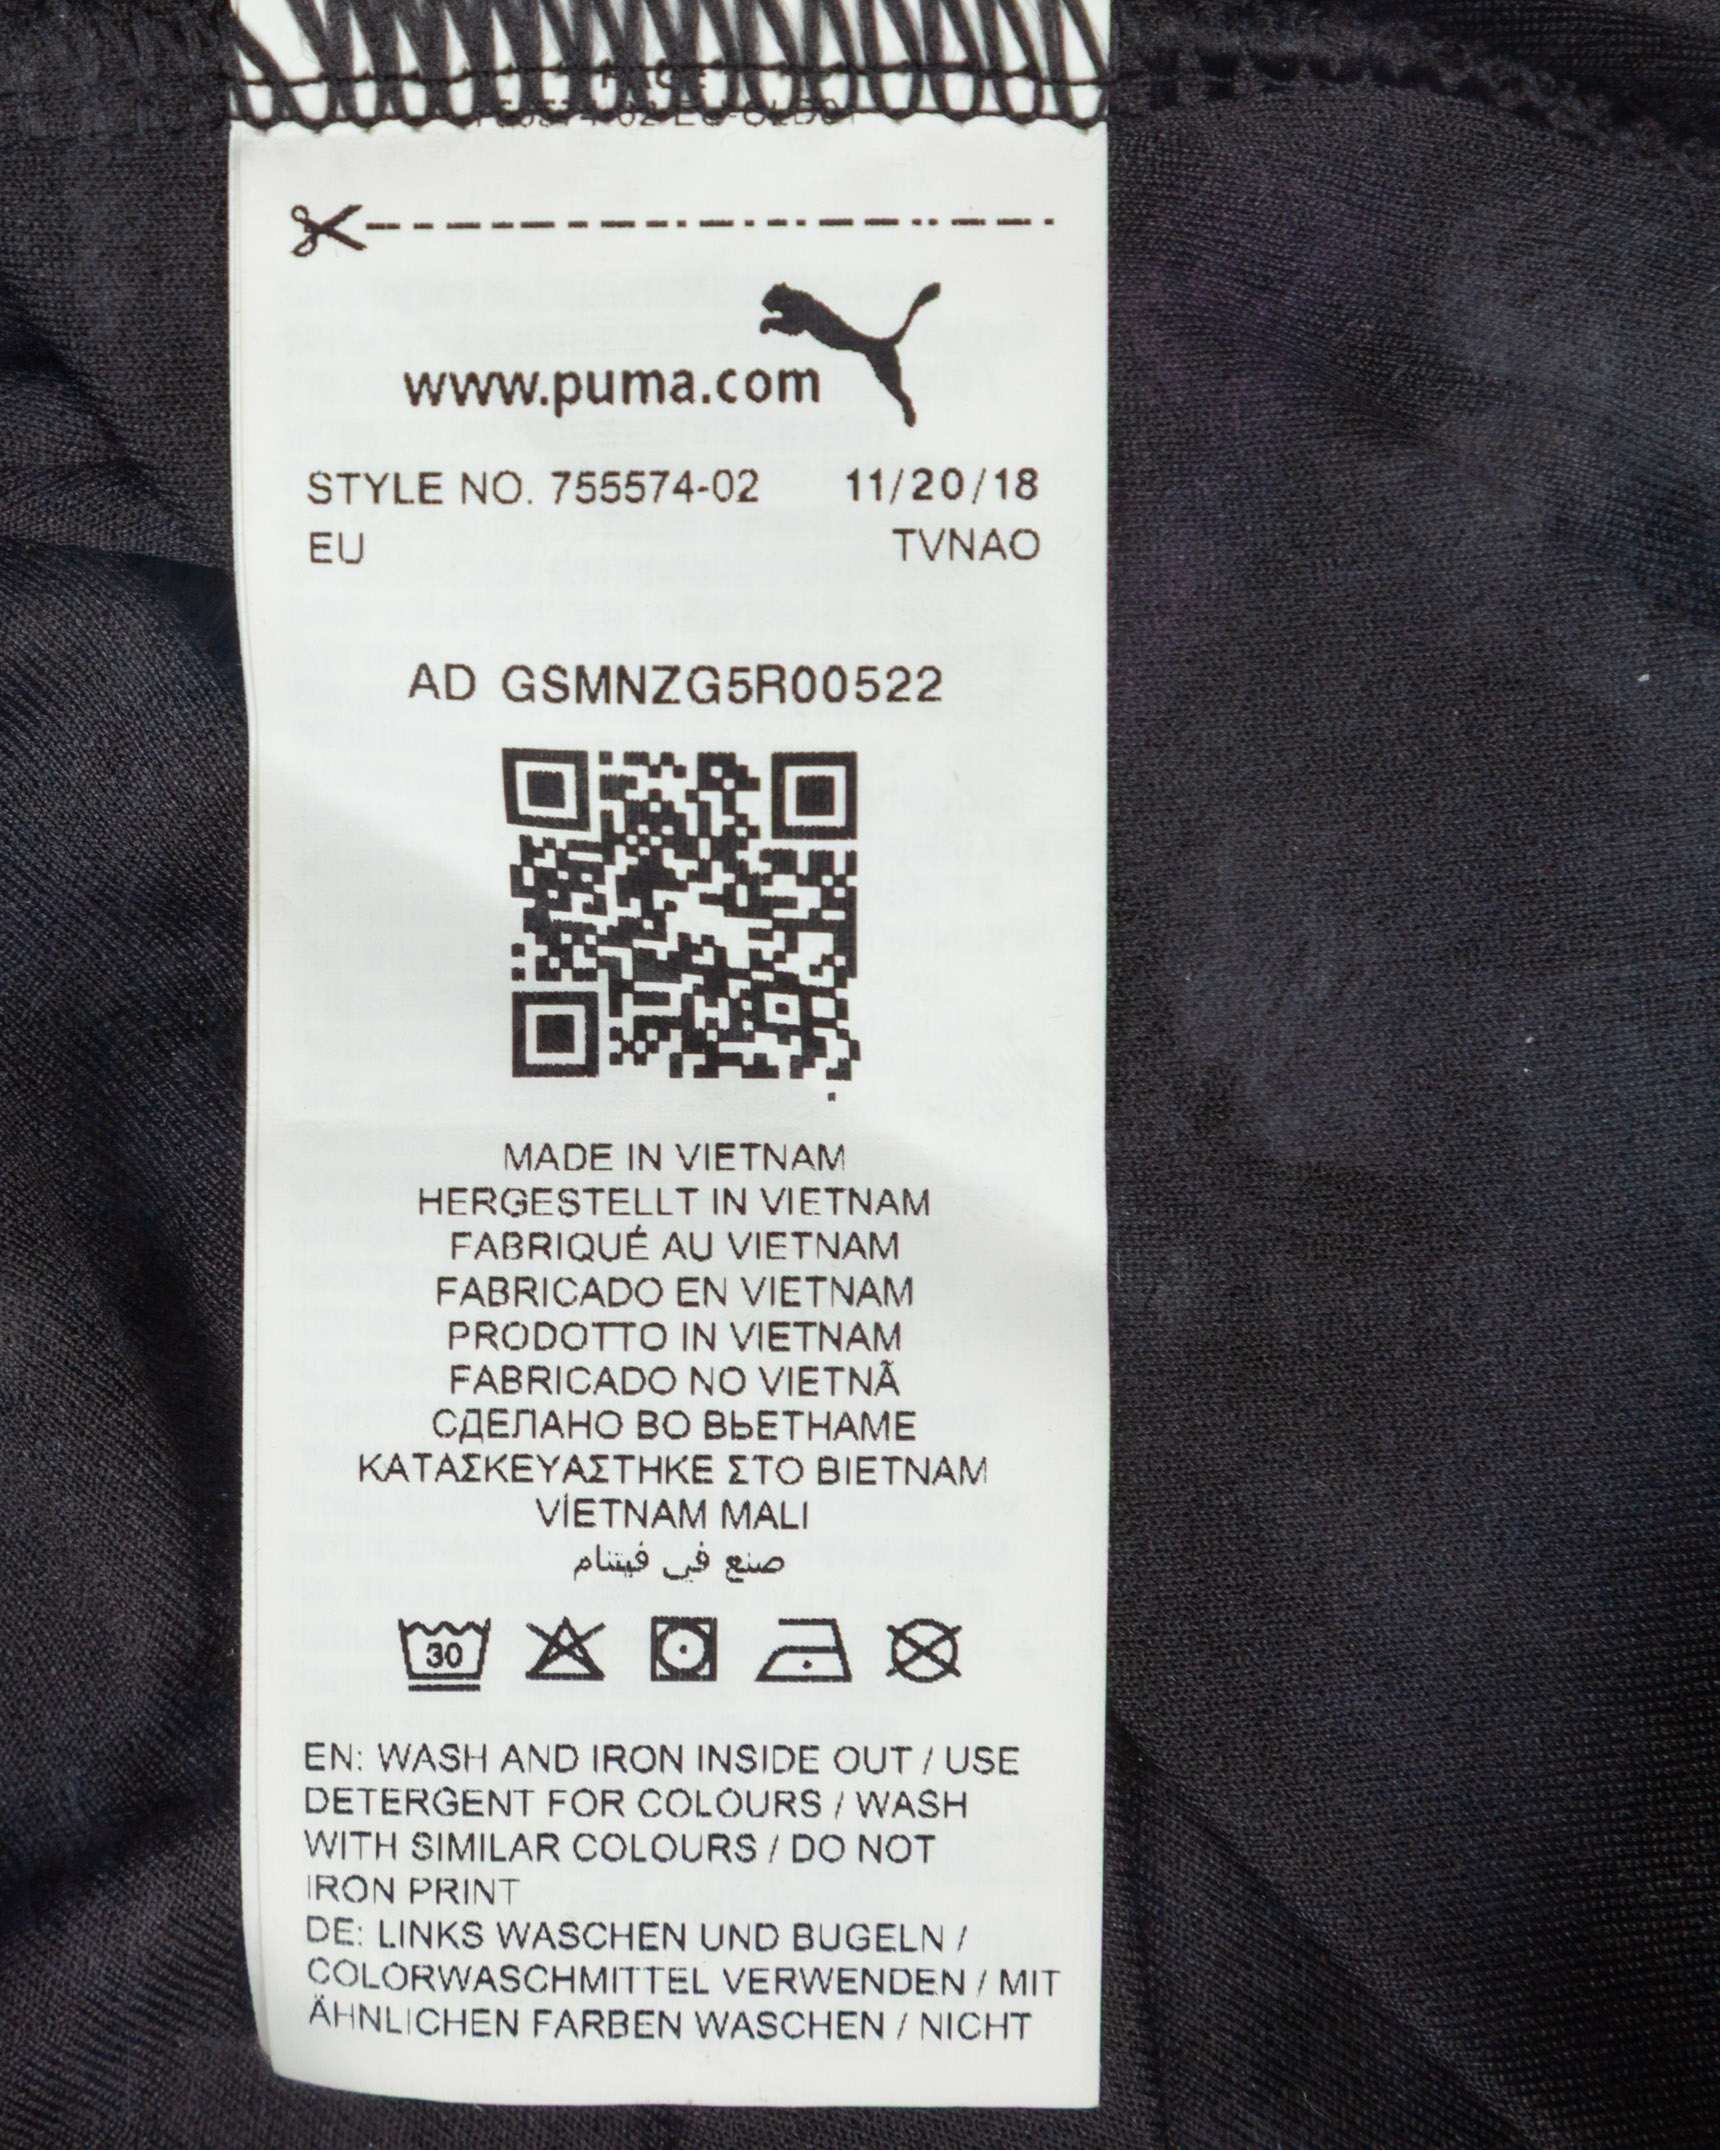 www.puma.com
STYLE NO. 755574-02 11/20/18
EU TVNAO
AD GSMNZG5R00522
MADE IN VIETNAM
HERGESTELLT IN VIETNAM
FABRIQUÉ AU VIETNAM
FABRICADO EN VIETNAM
PRODOTTO IN VIETNAM
FABRICADO NO VIETNÃ
СДЕЛАНО ВО ВЬЕТНАМЕ
ΚΑΤΑΣΚΕΥΑΣΤΗΚΕ ΣΤΟ ΒΙΕΤΝΑΜ
VİETNAM MALI
صنع في فيتنام
30
EN: WASH AND IRON INSIDE OUT / USE
DETERGENT FOR COLOURS / WASH
WITH SIMILAR COLOURS / DO NOT
IRON PRINT
DE: LINKS WASCHEN UND BUGELN /
COLORWASCHMITTEL VERWENDEN / MIT
ÄHNLICHEN FARBEN WASCHEN / NICHT